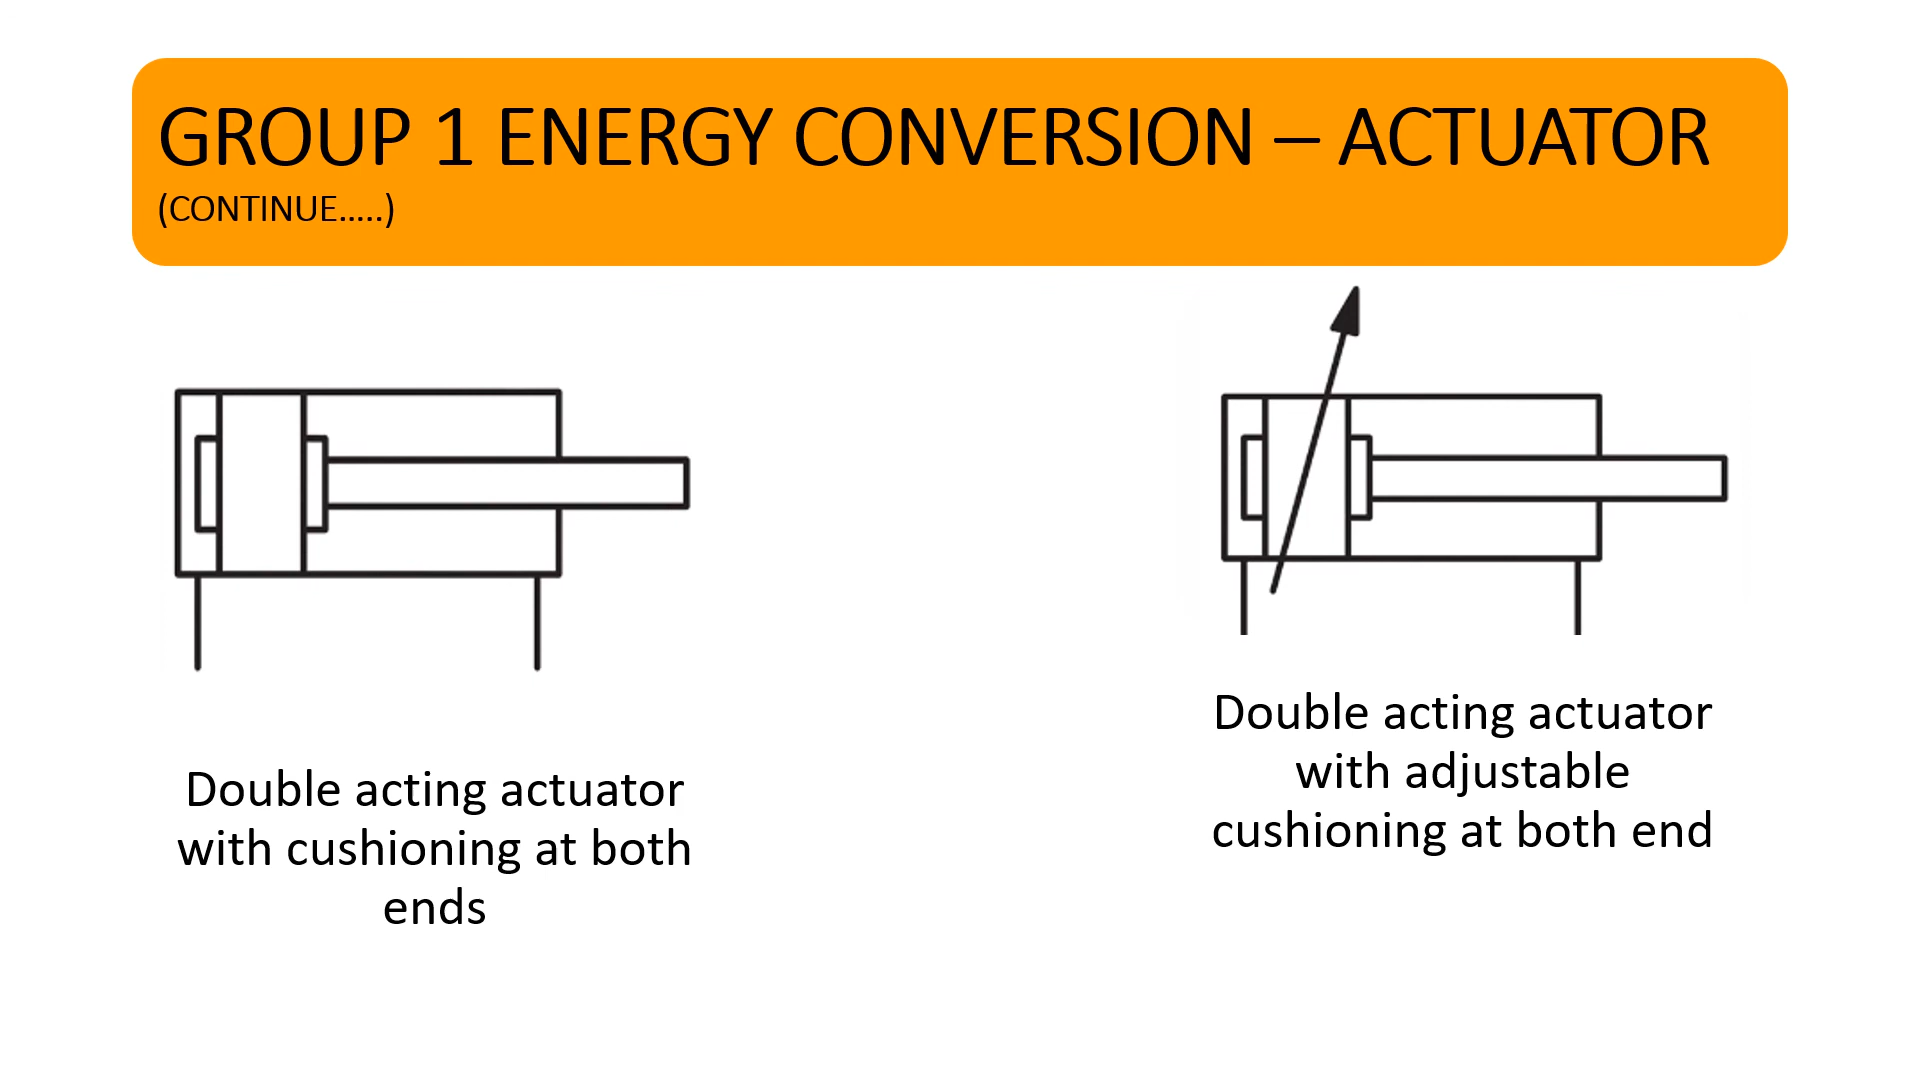 GROUP 1 ENERGY CONVERSION – ACTUATOR
(CONTINUE.....)
Double acting actuator
with cushioning at both
ends
Double acting actuator
with adjustable
cushioning at both end